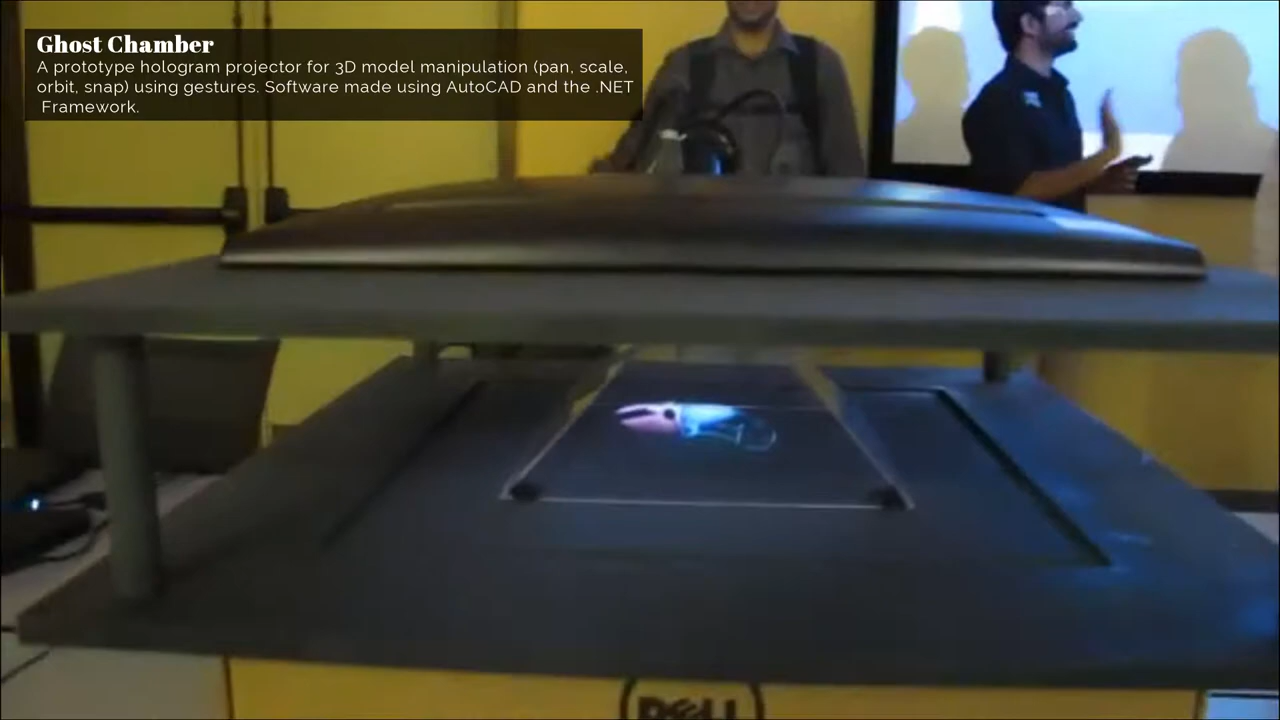 Ghost Chamber
A prototype hologram projector for 3D model manipulation (pan, scale,
orbit, snap) using gestures. Software made using AutoCAD and the .NET
Framework.
DELL